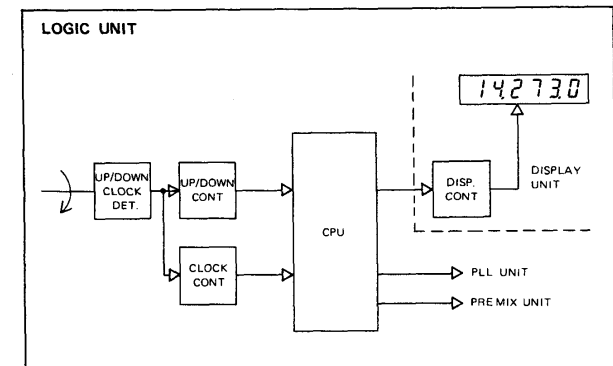 LOGIC UNIT
14.273.0
UP/DOWN
CLOCK
DET.
UP/DOWN
CONT
CLOCK
CONT
CPU
DISP.
CONT
DISPLAY
UNIT
PLL UNIT
PREMIX UNIT